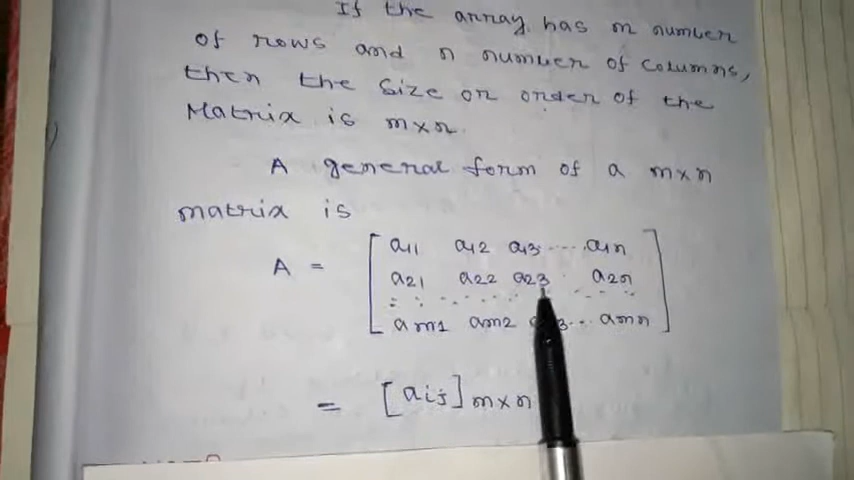 If the array has m number
of rows and n number of columns,
then the size or order of the
Matrix is m×n.
A general form of a m×n
matrix is
A = [ a11 a12 a13 .... a1n
a21 a22 a23 . a2n
: : . . . . . . . . .
am1 am2 3... amn ]
= [aij] m×n